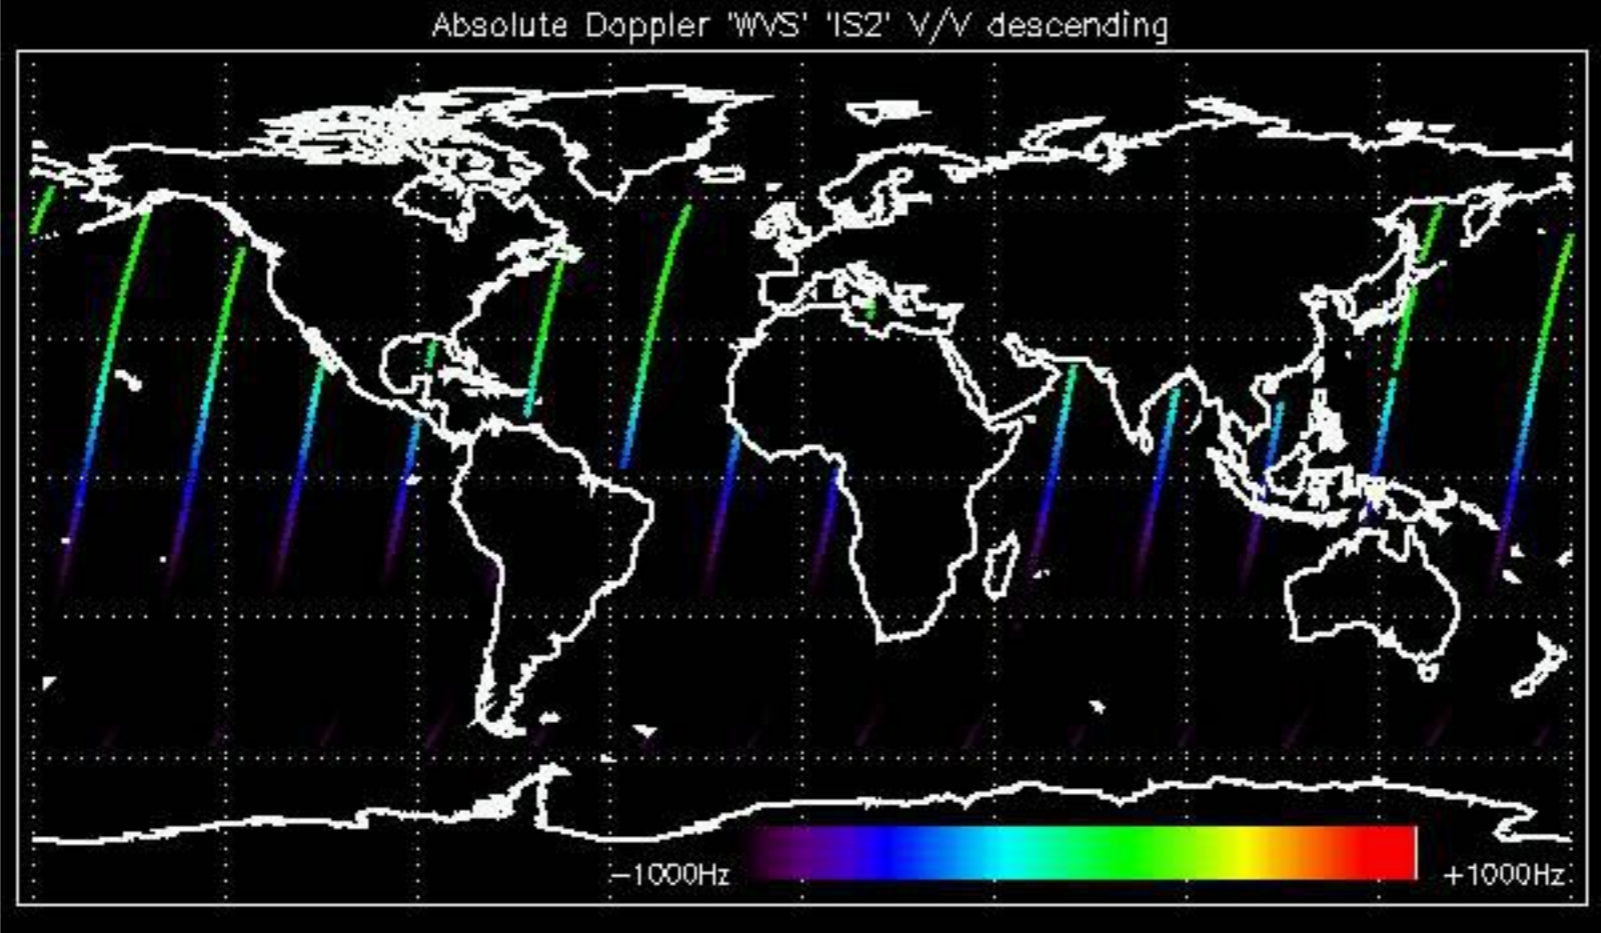 Absolute Doppler 'WVS' 'IS2' V/V descending
−1000Hz
+1000Hz